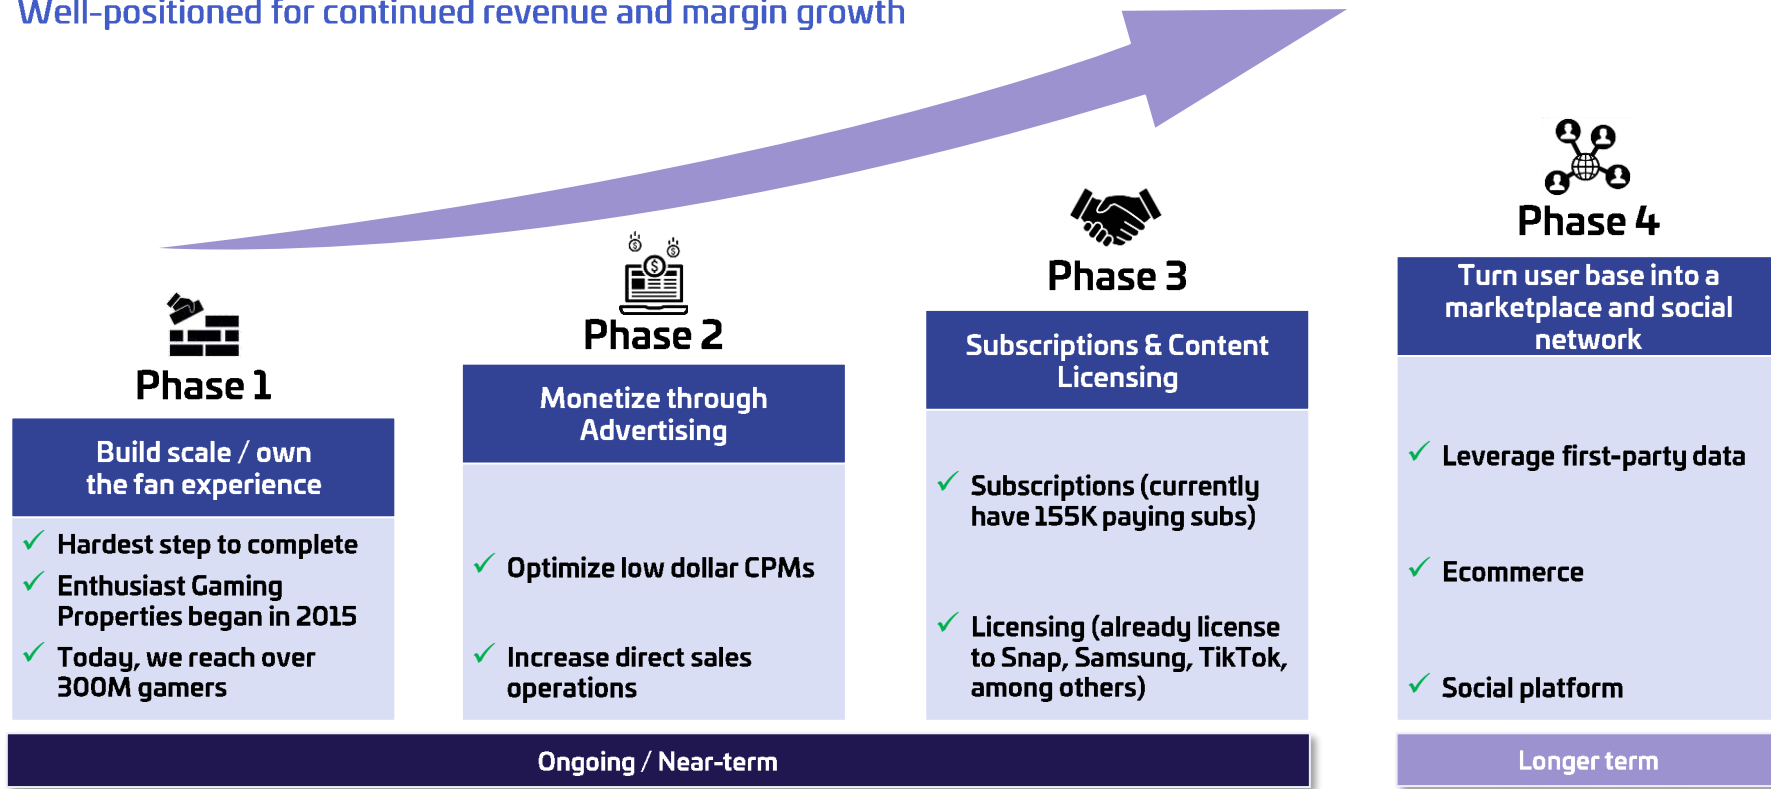 Well-positioned for continued revenue and margin growth
Phase 1
Build scale / own
the fan experience
✓ Hardest step to complete
✓ Enthusiast Gaming
Properties began in 2015
✓ Today, we reach over
300M gamers
Phase 2
Monetize through
Advertising
✓ Optimize low dollar CPMs
✓ Increase direct sales
operations
Phase 3
Subscriptions & Content
Licensing
✓ Subscriptions (currently
have 155K paying subs)
✓ Licensing (already license
to Snap, Samsung, TikTok,
among others)
Phase 4
Turn user base into a
marketplace and social
network
✓ Leverage first-party data
✓ Ecommerce
✓ Social platform
Ongoing / Near-term
Longer term